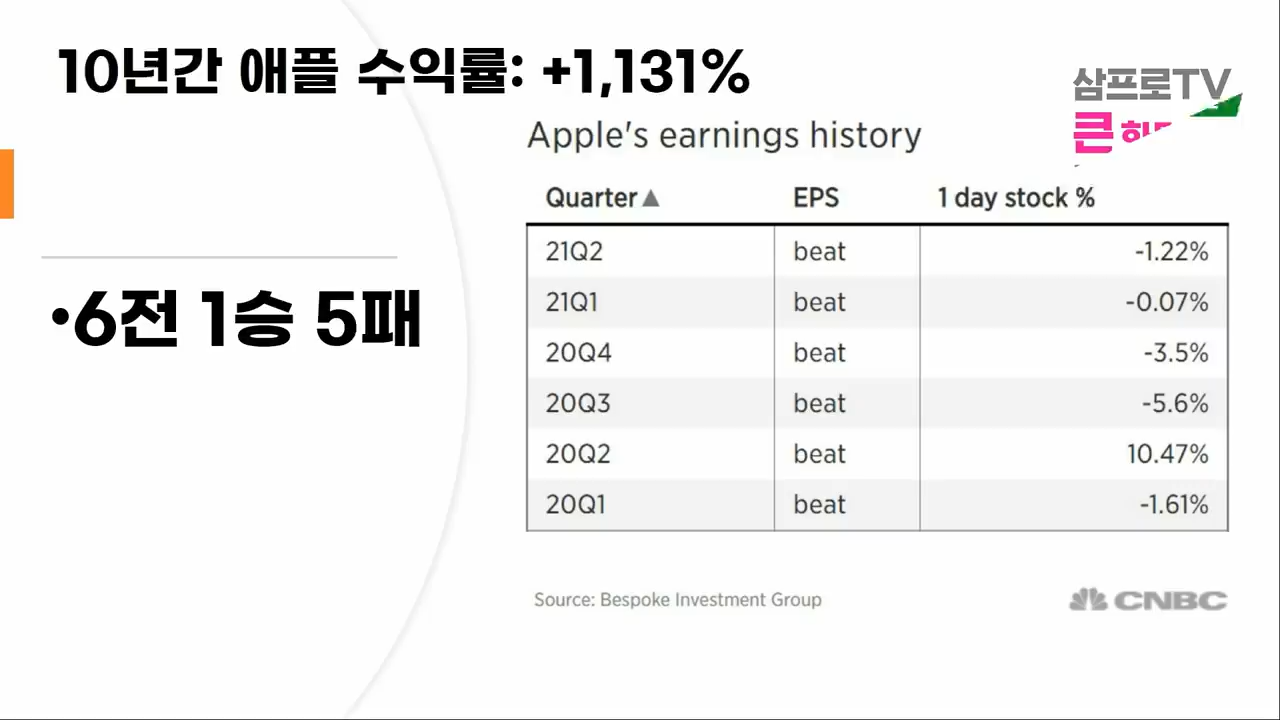 10년간 애플 수익률: +1,131%
삼프로TV
큰
Apple's earnings history
Quarter▲ EPS 1 day stock %
21Q2 beat -1.22%
21Q1 beat -0.07%
20Q4 beat -3.5%
20Q3 beat -5.6%
20Q2 beat 10.47%
20Q1 beat -1.61%
•6전 1승 5패
Source: Bespoke Investment Group
CNBC